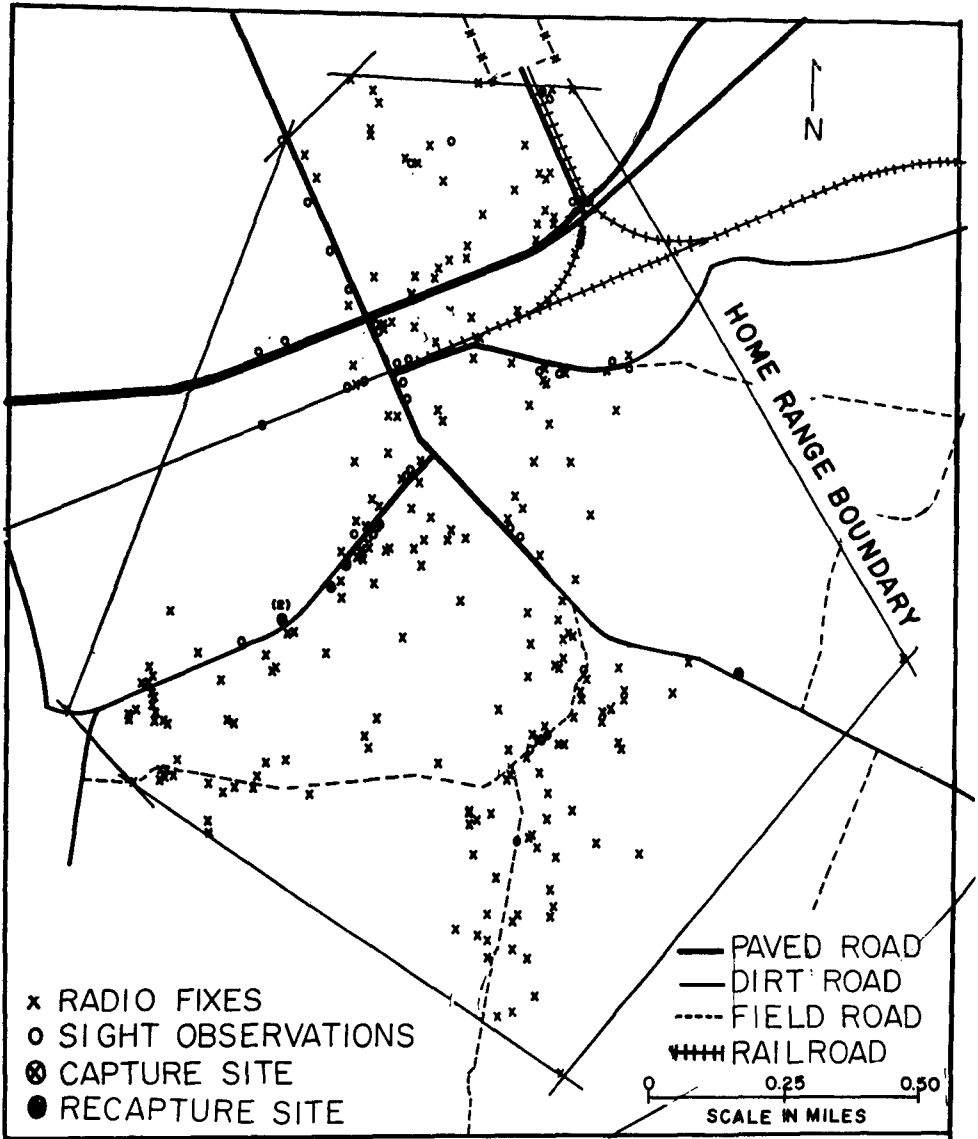 N
HOME RANGE BOUNDARY
(2)
x RADIO FIXES
o SIGHT OBSERVATIONS
⊗ CAPTURE SITE
● RECAPTURE SITE
PAVED ROAD
DIRT ROAD
FIELD ROAD
RAILROAD
0 0.25 0.50
SCALE IN MILES